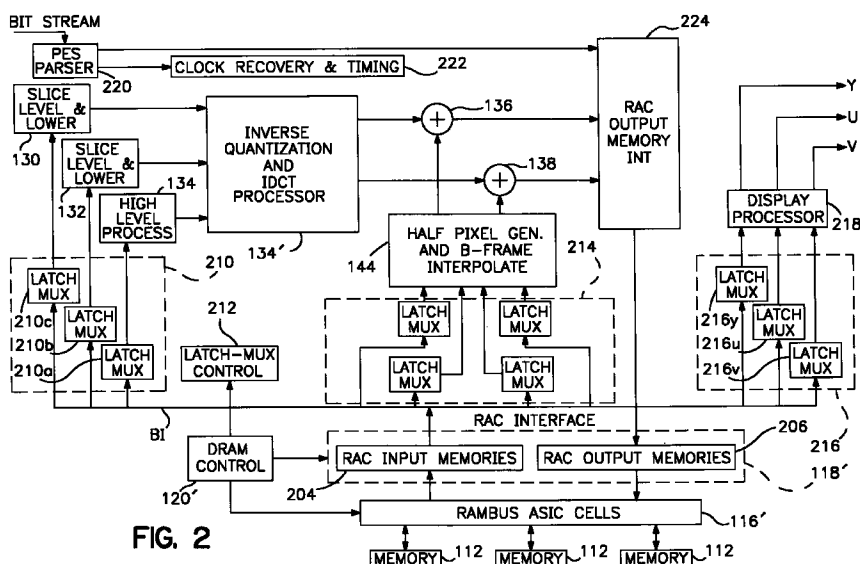 BIT STREAM
PES
PARSER
220
CLOCK RECOVERY & TIMING
222
224
SLICE
LEVEL &
LOWER
130
SLICE
LEVEL &
LOWER
132
134
HIGH
LEVEL
PROCESS
INVERSE
QUANTIZATION
AND
IDCT
PROCESSOR
134'
136
138
RAC
OUTPUT
MEMORY
INT
Y
U
V
DISPLAY
PROCESSOR
218
HALF PIXEL GEN.
AND B-FRAME
INTERPOLATE
144
214
210
LATCH
MUX
210c
LATCH
MUX
210b
LATCH
MUX
210a
212
LATCH-MUX
CONTROL
LATCH
MUX
LATCH
MUX
LATCH
MUX
LATCH
MUX
LATCH
MUX
216y
LATCH
MUX
216u
LATCH
MUX
216v
216
BI
RAC INTERFACE
DRAM
CONTROL
120'
RAC INPUT MEMORIES
204
RAC OUTPUT MEMORIES
206
118'
RAMBUS ASIC CELLS
116'
MEMORY
112
MEMORY
112
MEMORY
112
FIG. 2